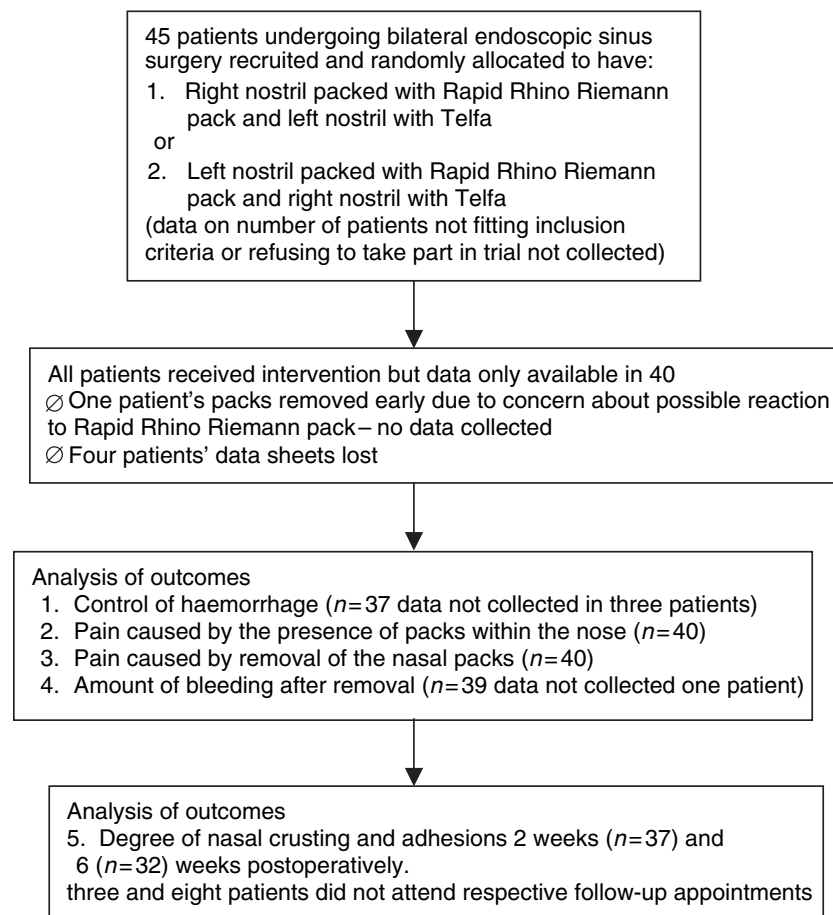 45 patients undergoing bilateral endoscopic sinus
surgery recruited and randomly allocated to have:
1. Right nostril packed with Rapid Rhino Riemann
pack and left nostril with Telfa
or
2. Left nostril packed with Rapid Rhino Riemann
pack and right nostril with Telfa
(data on number of patients not fitting inclusion
criteria or refusing to take part in trial not collected)
All patients received intervention but data only available in 40
∅ One patient's packs removed early due to concern about possible reaction
to Rapid Rhino Riemann pack – no data collected
∅ Four patients' data sheets lost
Analysis of outcomes
1. Control of haemorrhage (n=37 data not collected in three patients)
2. Pain caused by the presence of packs within the nose (n=40)
3. Pain caused by removal of the nasal packs (n=40)
4. Amount of bleeding after removal (n=39 data not collected one patient)
Analysis of outcomes
5. Degree of nasal crusting and adhesions 2 weeks (n=37) and
6 (n=32) weeks postoperatively.
three and eight patients did not attend respective follow-up appointments